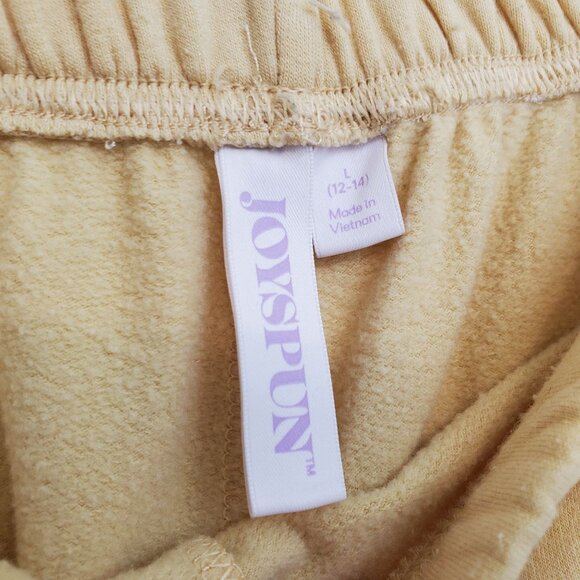 joyspun™
L
(12-14)
Made in
Vietnam